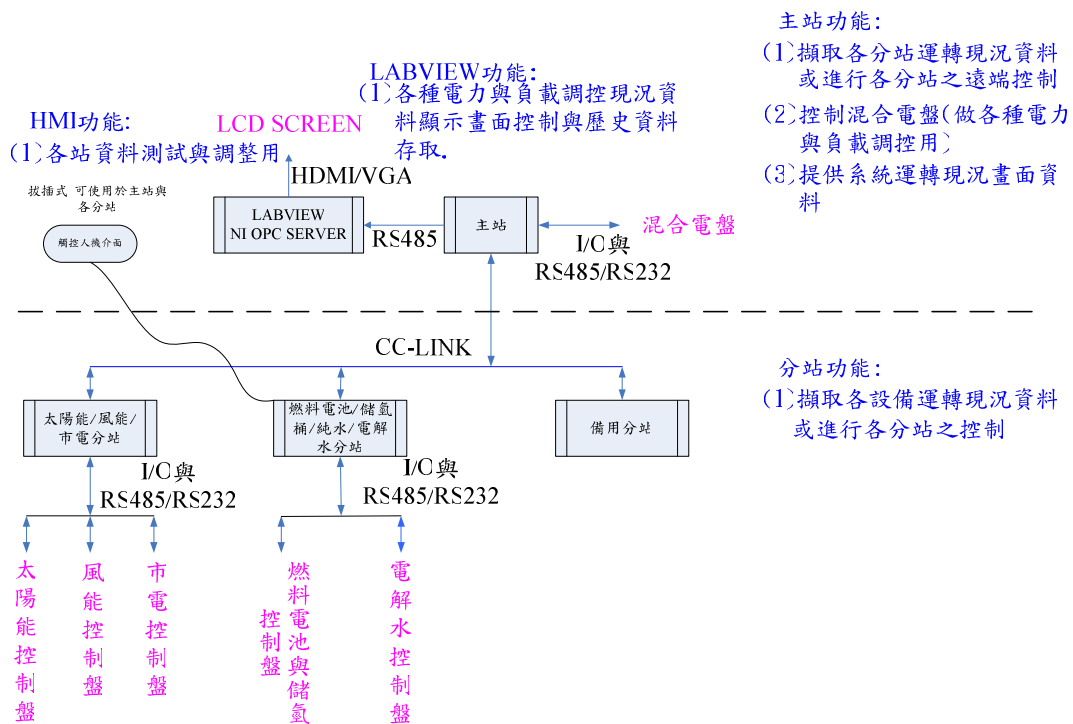 主站功能:
(1)擷取各分站運轉現況資料
或進行各分站之遠端控制
(2)控制混合電盤(做各種電力
與負載調控用)
(3)提供系統運轉現況畫面資
料
LABVIEW功能:
(1)各種電力與負載調控現況資
料顯示畫面控制與歷史資料
存取.
HMI功能:
(1)各站資料測試與調整用
LCD SCREEN
HDMI/VGA
拔插式 可使用於主站與
各分站
觸控人機介面
LABVIEW
NI OPC SERVER
RS485
主站
I/O與
RS485/RS232
混合電盤
CC-LINK
分站功能:
(1)擷取各設備運轉現況資料
或進行各分站之控制
太陽能/風能/
市電分站
燃料電池/儲氫
桶/純水/電解
水分站
備用分站
I/O與
RS485/RS232
I/O與
RS485/RS232
太陽能控制盤
風能控制盤
市電控制盤
燃料電池與儲氫
控制盤
電解水控制盤